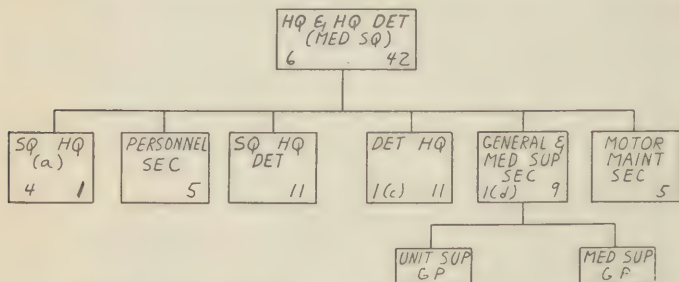 HQ & HQ DET
(MED SQ)
6 42
SQ HQ
(a)
4 1
PERSONNEL
SEC
5
SQ HQ
DET
11
DET HQ
1(c) 11
GENERAL &
MED SUP
SEC
1(d) 9
MOTOR
MAINT
SEC
5
UNIT SUP
GP
MED SUP
GP